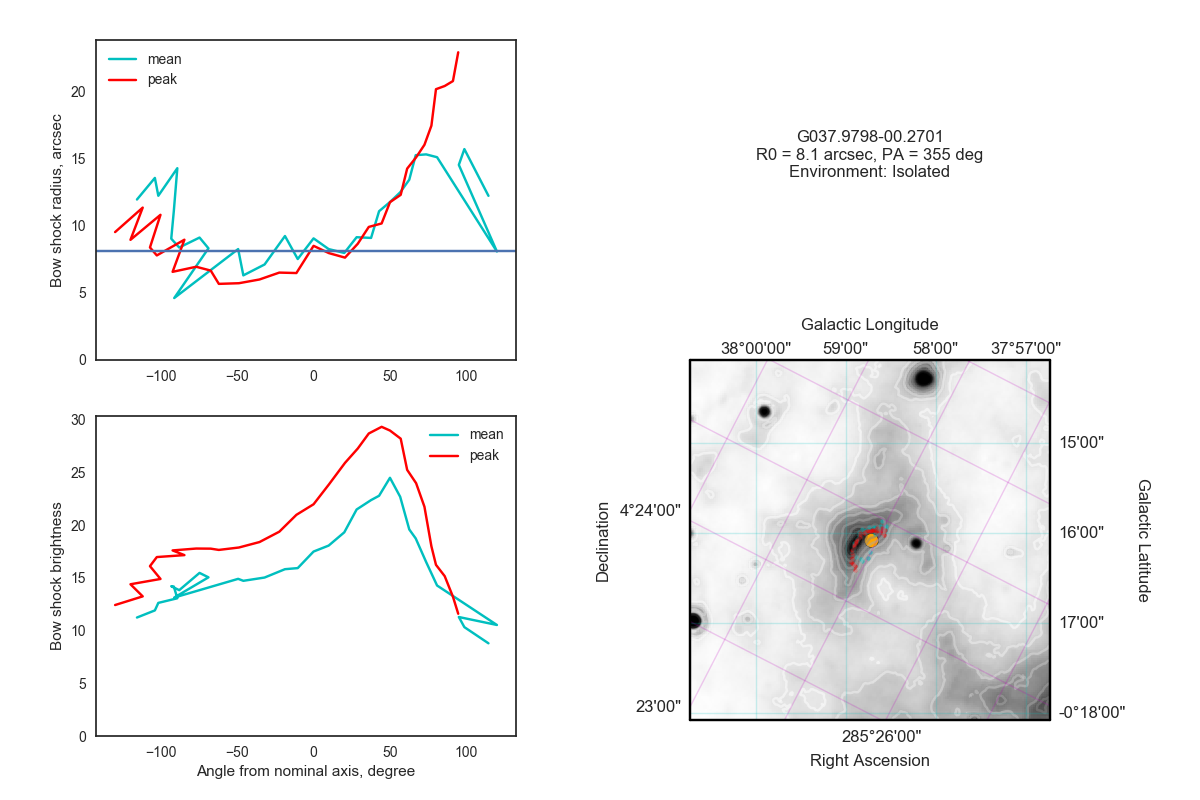 mean
peak
Bow shock radius, arcsec
20
15
10
5
0
−100
−50
0
50
100
mean
peak
Bow shock brightness
30
25
20
15
10
5
0
−100
−50
0
50
100
Angle from nominal axis, degree
G037.9798-00.2701
R0 = 8.1 arcsec, PA = 355 deg
Environment: Isolated
Galactic Longitude
38°00'00"
59'00"
58'00"
37°57'00"
4°24'00"
23'00"
Declination
15'00"
16'00"
17'00"
-0°18'00"
Galactic Latitude
285°26'00"
Right Ascension